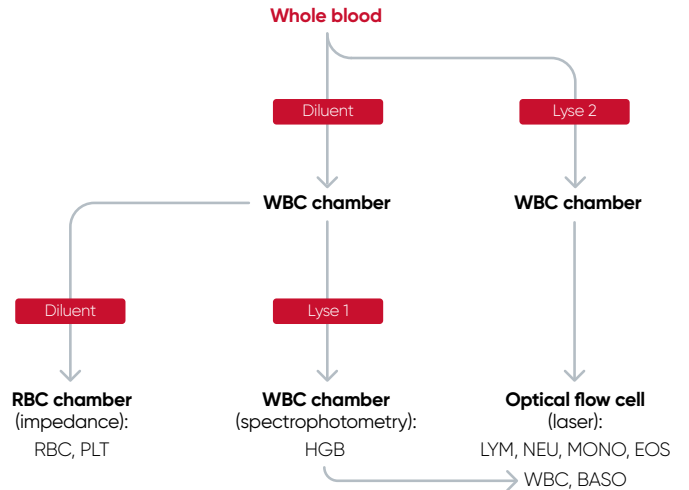 Whole blood
Diluent
Lyse 2
WBC chamber
WBC chamber
Diluent
Lyse 1
RBC chamber
(impedance):
RBC, PLT
WBC chamber
(spectrophotometry):
HGB
Optical flow cell
(laser):
LYM, NEU, MONO, EOS
WBC, BASO